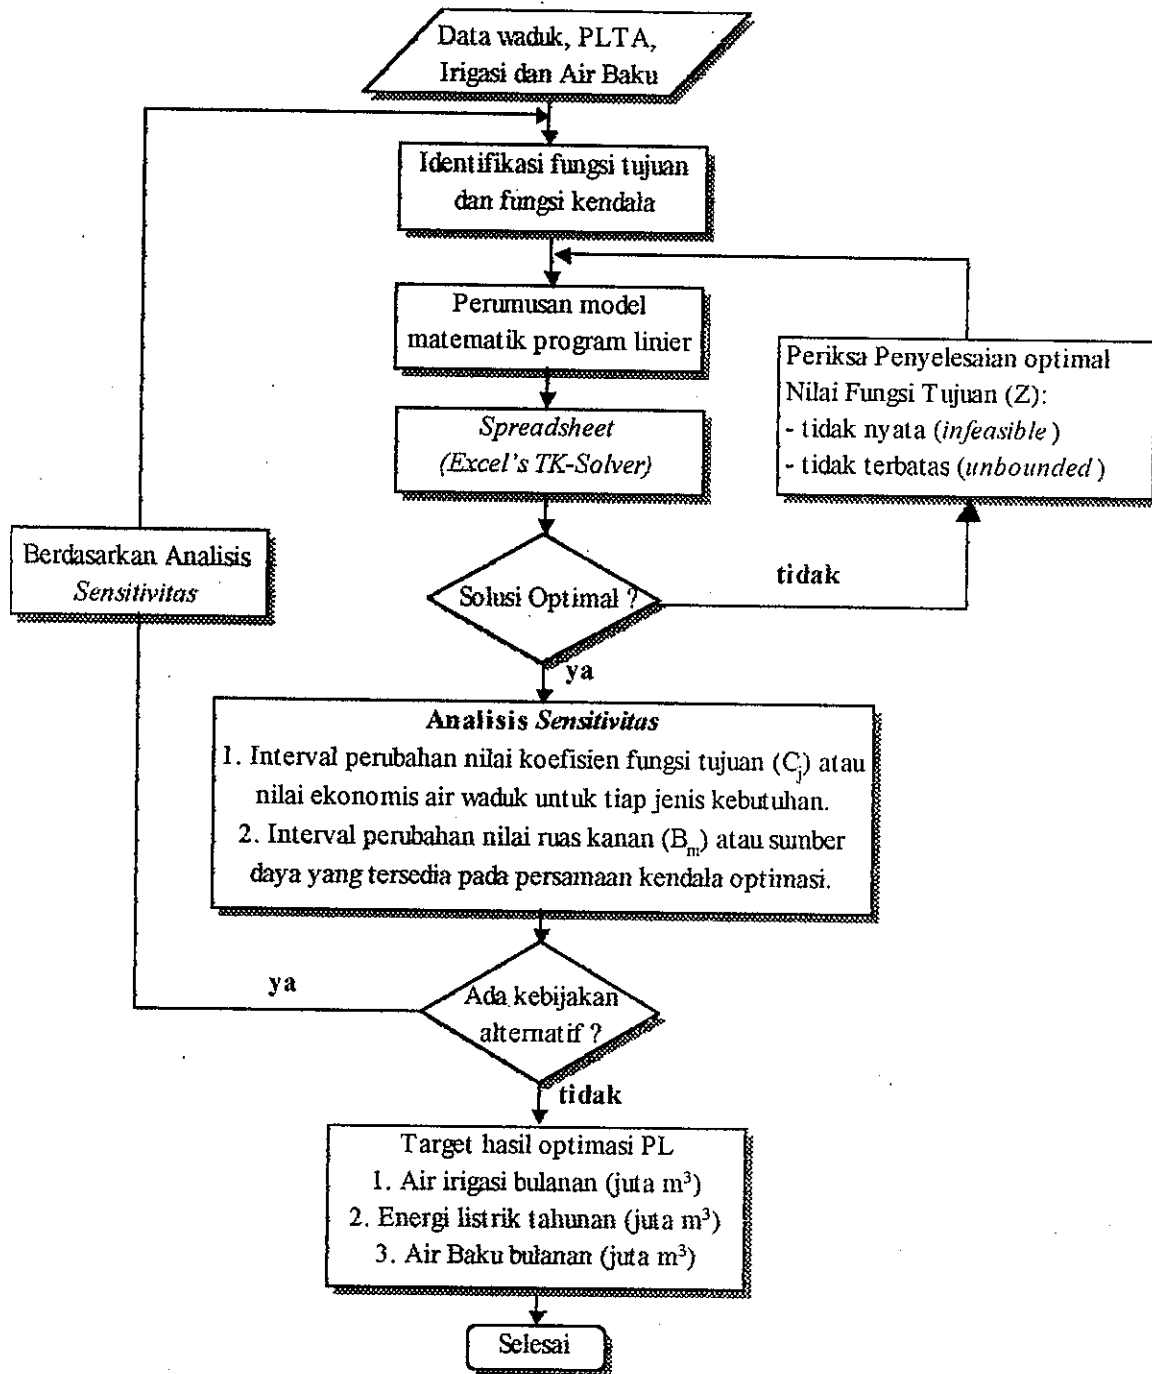 Data waduk, PLTA,
Irigasi dan Air Baku
Identifikasi fungsi tujuan
dan fungsi kendala
Perumusan model
matematik program linier
Periksa Penyelesaian optimal
Nilai Fungsi Tujuan (Z):
- tidak nyata (infeasible)
- tidak terbatas (unbounded)
Spreadsheet
(Excel's TK-Solver)
Berdasarkan Analisis
Sensitivitas
Solusi Optimal ?
tidak
ya
Analisis Sensitivitas
1. Interval perubahan nilai koefisien fungsi tujuan (Cj) atau
nilai ekonomis air waduk untuk tiap jenis kebutuhan.
2. Interval perubahan nilai ruas kanan (Bm) atau sumber
daya yang tersedia pada persamaan kendala optimasi.
ya
Ada kebijakan
alternatif ?
tidak
Target hasil optimasi PL
1. Air irigasi bulanan (juta m³)
2. Energi listrik tahunan (juta m³)
3. Air Baku bulanan (juta m³)
Selesai